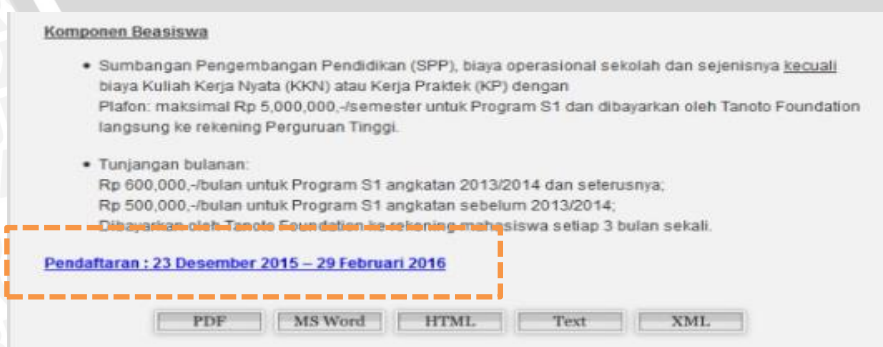 Komponen Beasiswa
• Sumbangan Pengembangan Pendidikan (SPP), biaya operasional sekolah dan sejenisnya kecuali
biaya Kuliah Kerja Nyata (KKN) atau Kerja Praktek (KP) dengan
Plafon: maksimal Rp 5,000,000,-/semester untuk Program S1 dan dibayarkan oleh Tanoto Foundation
langsung ke rekening Perguruan Tinggi.
• Tunjangan bulanan:
Rp 600,000,-/bulan untuk Program S1 angkatan 2013/2014 dan seterusnya;
Rp 500,000,-/bulan untuk Program S1 angkatan sebelum 2013/2014;
Dibayarkan oleh Tanoto Foundation ke rekening mahasiswa setiap 3 bulan sekali.
Pendaftaran : 23 Desember 2015 – 29 Februari 2016
PDF MS Word HTML Text XML